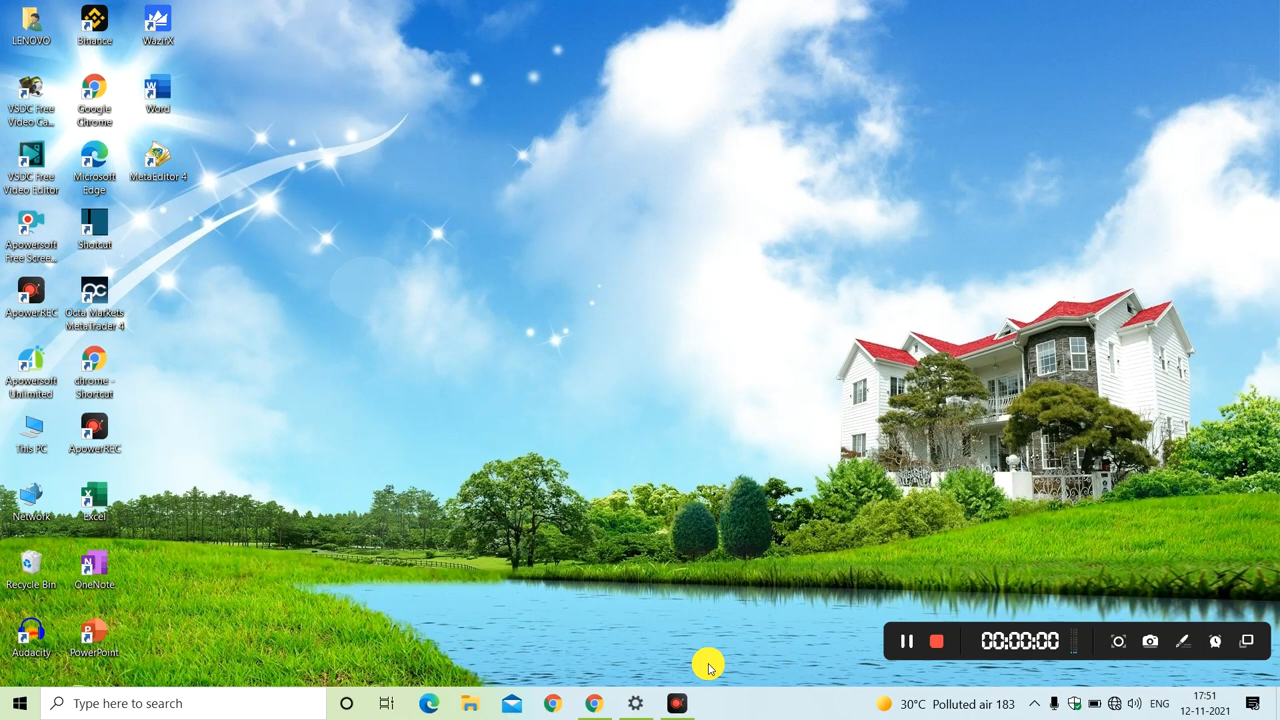 LENOVO
Binance
WazirX
VSDC Free
Video Ca...
Google
Chrome
Word
VSDC Free
Video Editor
Microsoft
Edge
MetaEditor 4
Apowersoft
Free Scree...
Shotcut
ApowerREC
Octa Markets
MetaTrader 4
Apowersoft
Unlimited
chrome -
Shortcut
This PC
ApowerREC
Network
Excel
Recycle Bin
OneNote
Audacity
PowerPoint
00:00:00
Type here to search
30°C Polluted air 183
ENG
17:51
12-11-2021